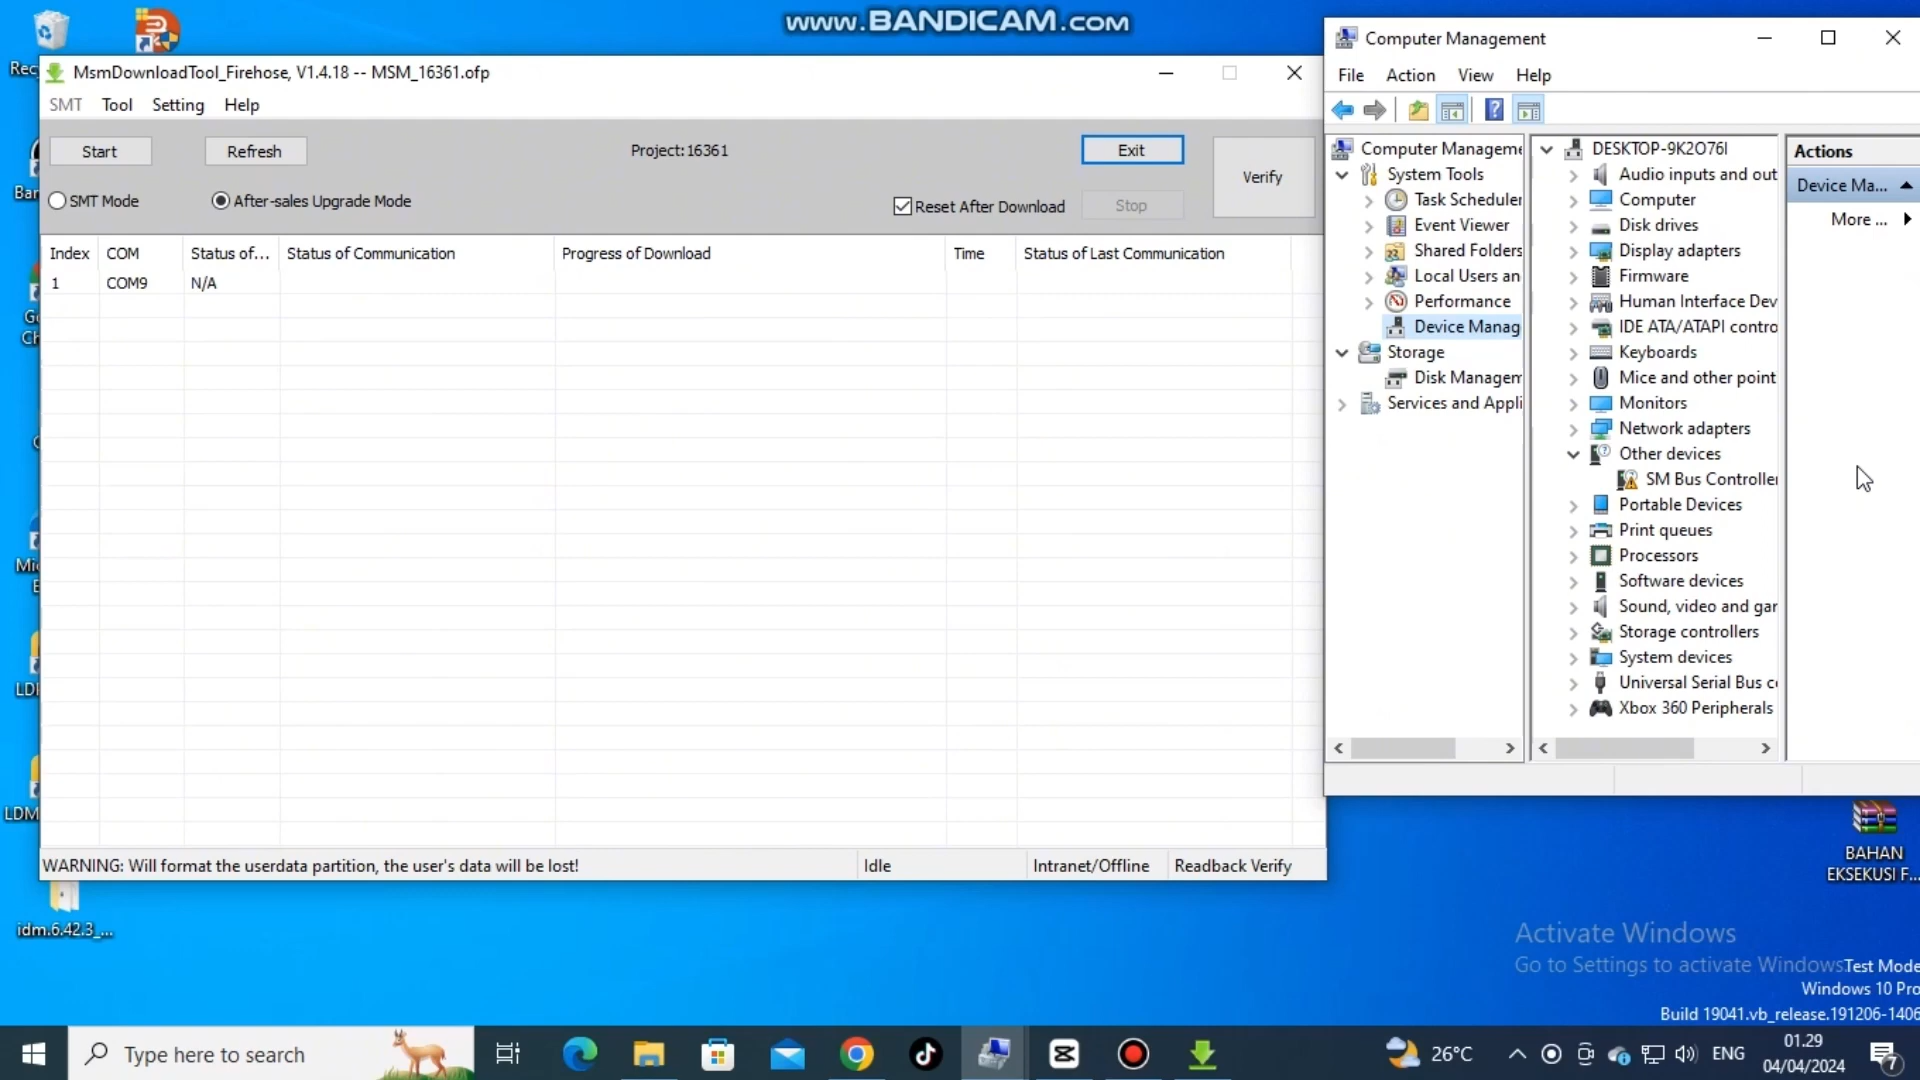 www.BANDICAM.com
Recy
Ban
Go
Ch
Mic
E
LDI
LDM
idm.6.42.3_...
MsmDownloadTool_Firehose, V1.4.18 -- MSM_16361.ofp
SMT Tool Setting Help
Start Refresh Project:16361 Exit Verify
SMT Mode After-sales Upgrade Mode Reset After Download Stop
Index COM Status of... Status of Communication Progress of Download Time Status of Last Communication
1 COM9 N/A
WARNING: Will format the userdata partition, the user's data will be lost! Idle Intranet/Offline Readback Verify
Computer Management
File Action View Help
Computer Manageme
System Tools
Task Scheduler
Event Viewer
Shared Folders
Local Users an
Performance
Device Manag
Storage
Disk Managem
Services and Appli
DESKTOP-9K2O76I
Audio inputs and out
Computer
Disk drives
Display adapters
Firmware
Human Interface Dev
IDE ATA/ATAPI contro
Keyboards
Mice and other point
Monitors
Network adapters
Other devices
SM Bus Controller
Portable Devices
Print queues
Processors
Software devices
Sound, video and gar
Storage controllers
System devices
Universal Serial Bus c
Xbox 360 Peripherals
Actions
Device Ma...
More ...
BAHAN
EKSEKUSI F...
Activate Windows
Go to Settings to activate Windows.
Test Mode
Windows 10 Pro
Build 19041.vb_release.191206-1406
Type here to search 26°C ENG 01.29
04/04/2024
7